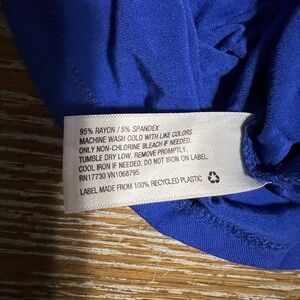 95% RAYON / 5% SPANDEX
MACHINE WASH COLD WITH LIKE COLORS
ONLY NON-CHLORINE BLEACH IF NEEDED.
TUMBLE DRY LOW. REMOVE PROMPTLY.
COOL IRON IF NEEDED. DO NOT IRON ON LABEL.
RN17730 VN1068795
LABEL MADE FROM 100% RECYCLED PLASTIC